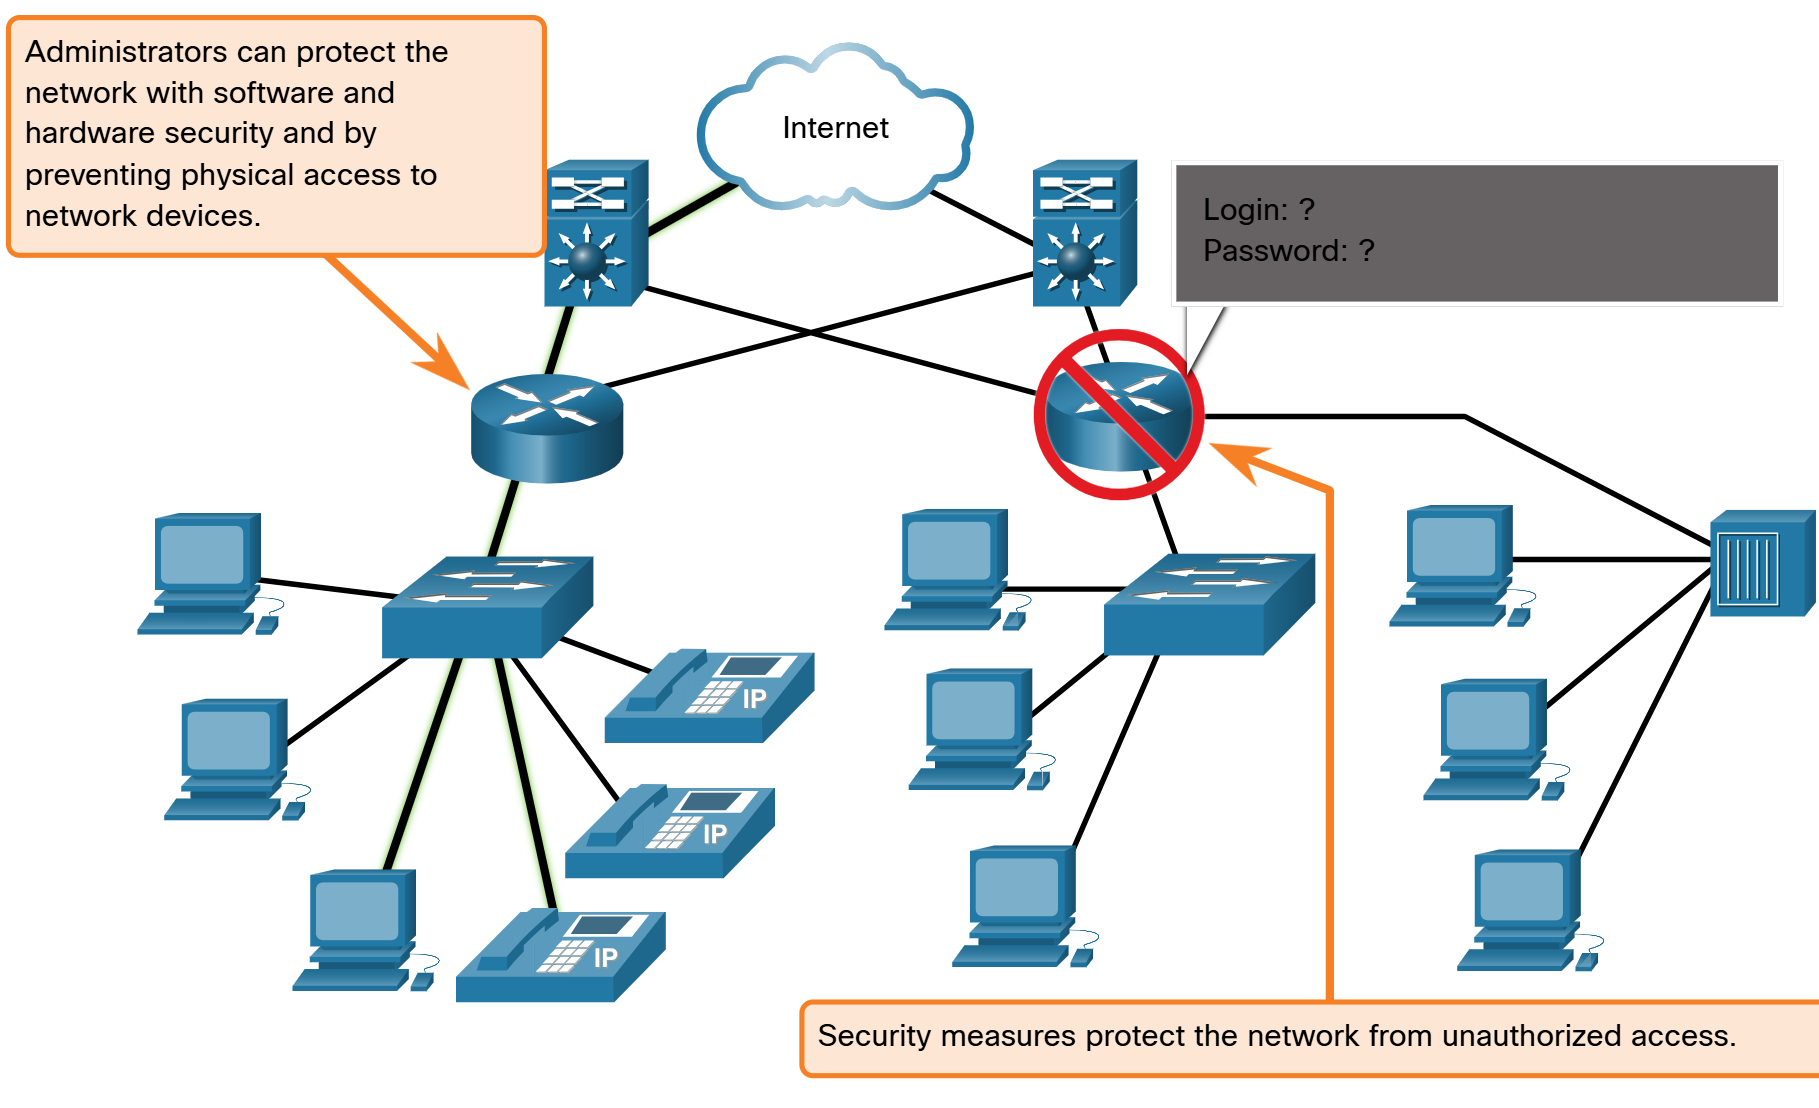 Administrators can protect the
network with software and
hardware security and by
preventing physical access to
network devices.
Internet
Login: ?
Password: ?
IP
IP
IP
Security measures protect the network from unauthorized access.